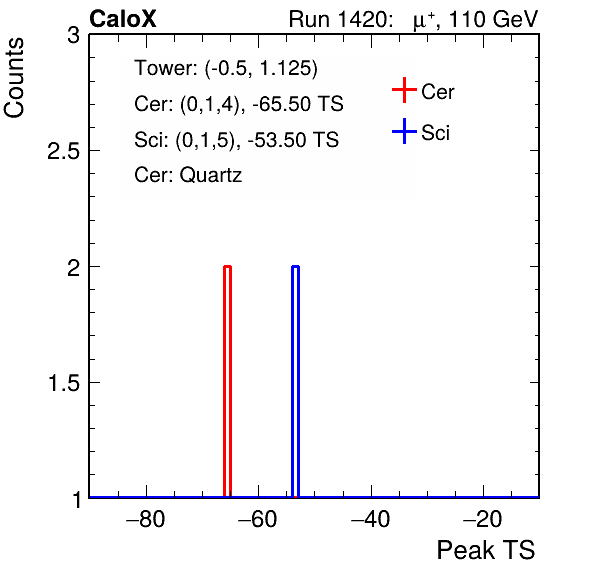 CaloX Run 1420: μ⁺, 110 GeV
Counts
3
2.5
2
1.5
1
Tower: (-0.5, 1.125)
Cer: (0,1,4), -65.50 TS
Sci: (0,1,5), -53.50 TS
Cer: Quartz
Cer
Sci
−80 −60 −40 −20
Peak TS